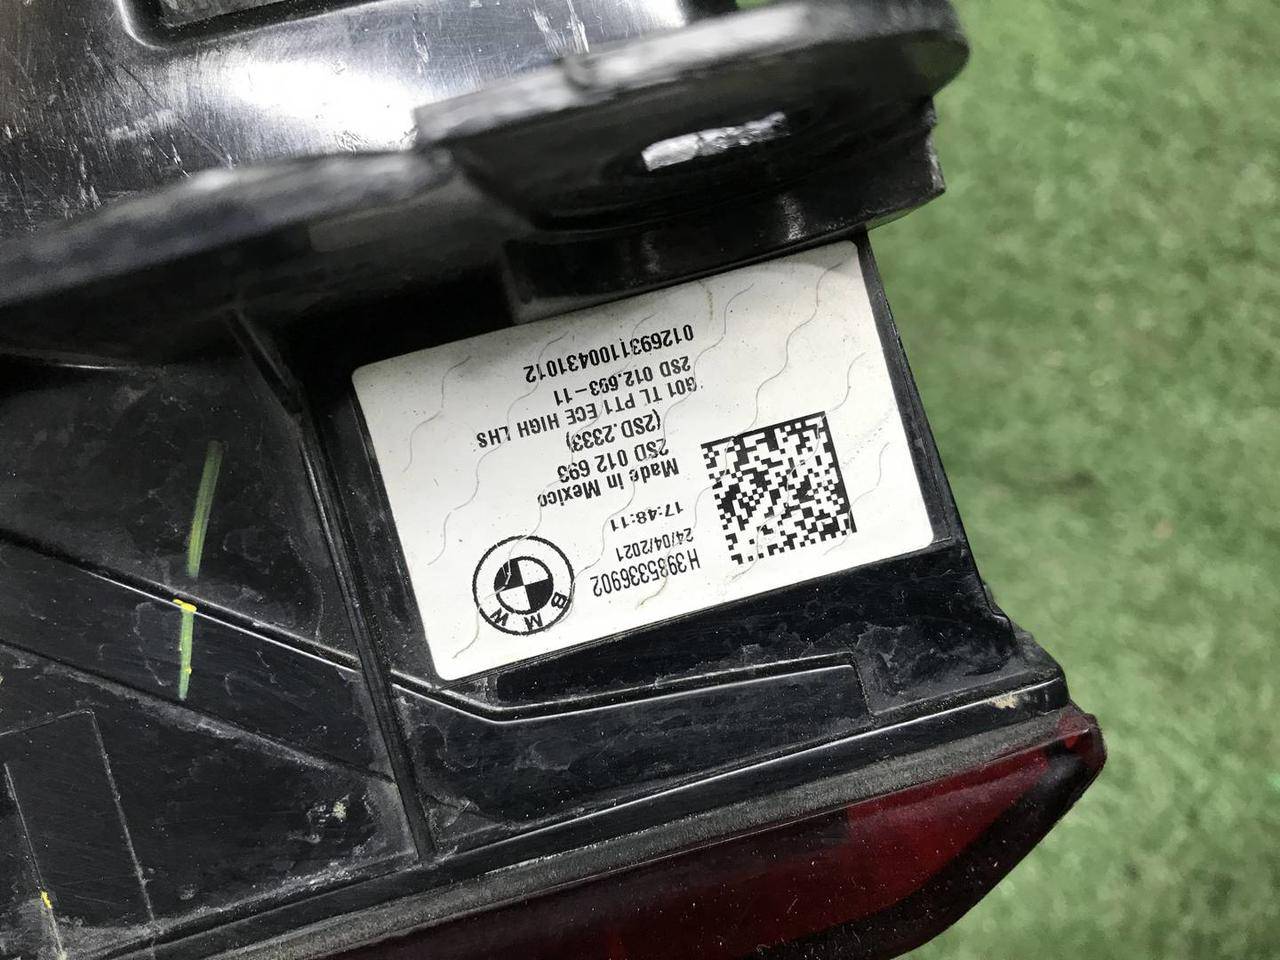 BMW
H 3935336902
24/04/2021
17:48:11
Made in Mexico
2SD 012 693
(2SD.2333)
G01 TL PT1 ECE HIGH LHS
2SD 012.693-11
0126931100431012